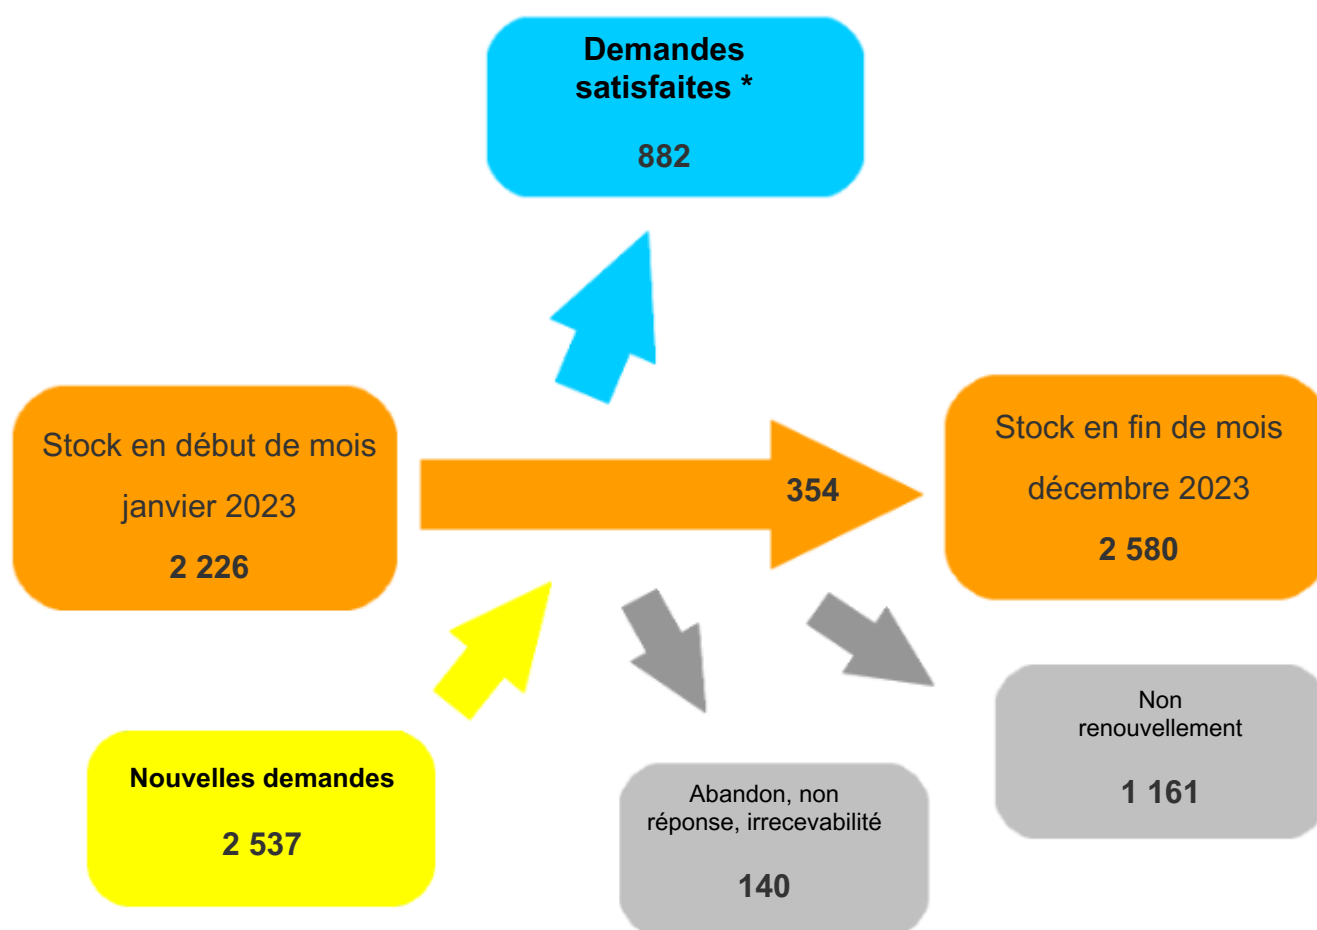 Demandes
satisfaites *
882
Stock en début de mois
janvier 2023
2 226
354
Stock en fin de mois
décembre 2023
2 580
Nouvelles demandes
2 537
Abandon, non
réponse, irrecevabilité
140
Non
renouvellement
1 161